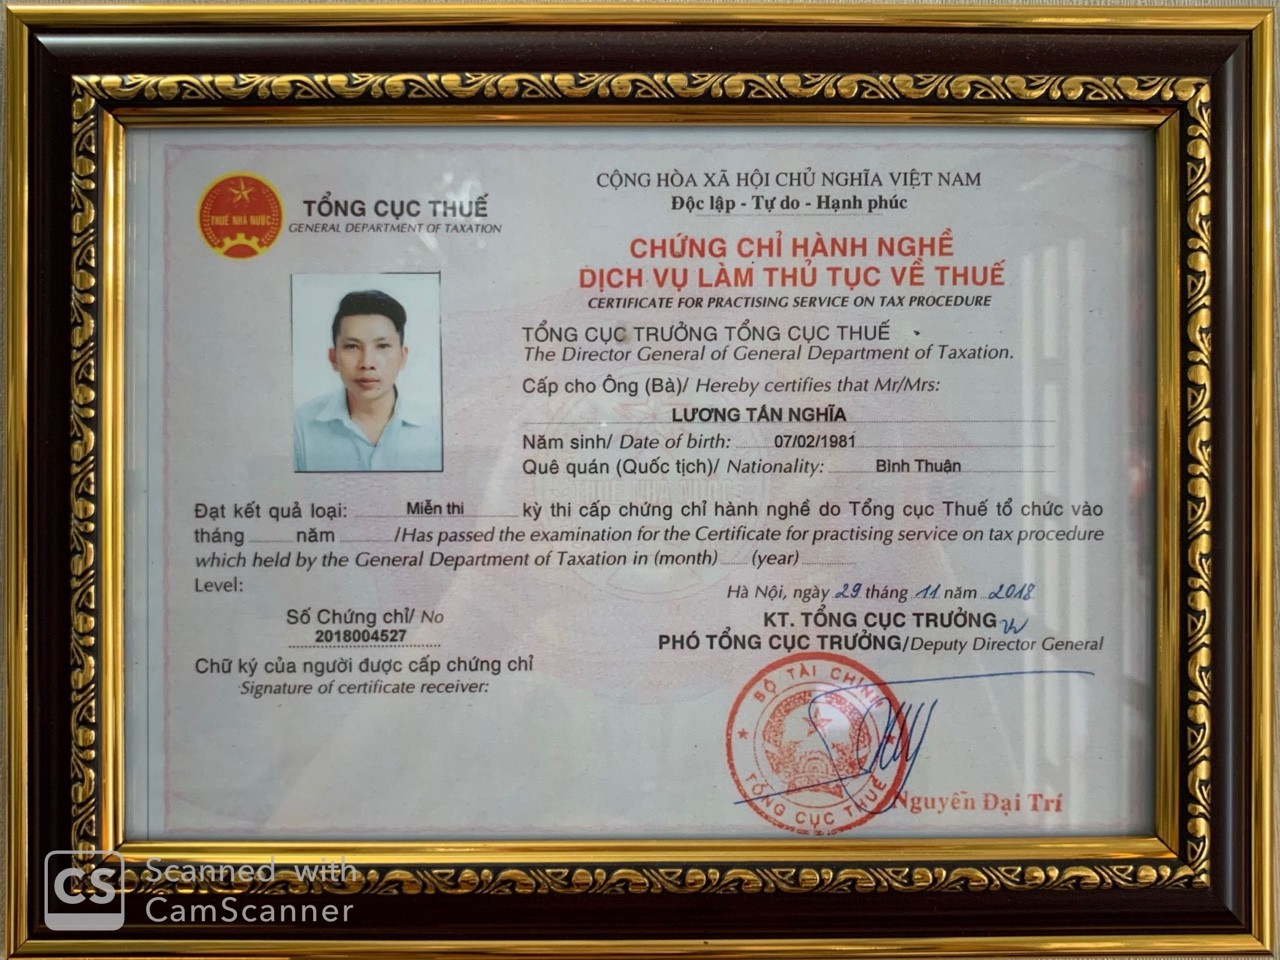 THUẾ NHÀ NƯỚC
TỔNG CỤC THUẾ
GENERAL DEPARTMENT OF TAXATION
CỘNG HÒA XÃ HỘI CHỦ NGHĨA VIỆT NAM
Độc lập - Tự do - Hạnh phúc
CHỨNG CHỈ HÀNH NGHỀ
DỊCH VỤ LÀM THỦ TỤC VỀ THUẾ
CERTIFICATE FOR PRACTISING SERVICE ON TAX PROCEDURE
TỔNG CỤC TRƯỞNG TỔNG CỤC THUẾ
The Director General of General Department of Taxation.
Cấp cho Ông (Bà)/ Hereby certifies that Mr/Mrs:
LƯƠNG TẤN NGHĨA
Năm sinh/ Date of birth: 07/02/1981
Quê quán (Quốc tịch)/ Nationality: Bình Thuận
Đạt kết quả loại: Miễn thi kỳ thi cấp chứng chỉ hành nghề do Tổng cục Thuế tổ chức vào
tháng năm /Has passed the examination for the Certificate for practising service on tax procedure
which held by the General Department of Taxation in (month) (year)
Level:
Hà Nội, ngày 29 tháng 11 năm 2018
Số Chứng chỉ/ No
2018004527
KT. TỔNG CỤC TRƯỞNG
PHÓ TỔNG CỤC TRƯỞNG/Deputy Director General
Chữ ký của người được cấp chứng chỉ
Signature of certificate receiver:
BỘ TÀI CHÍNH
TỔNG CỤC THUẾ
Nguyễn Đại Trí
CS
Scanned with
CamScanner